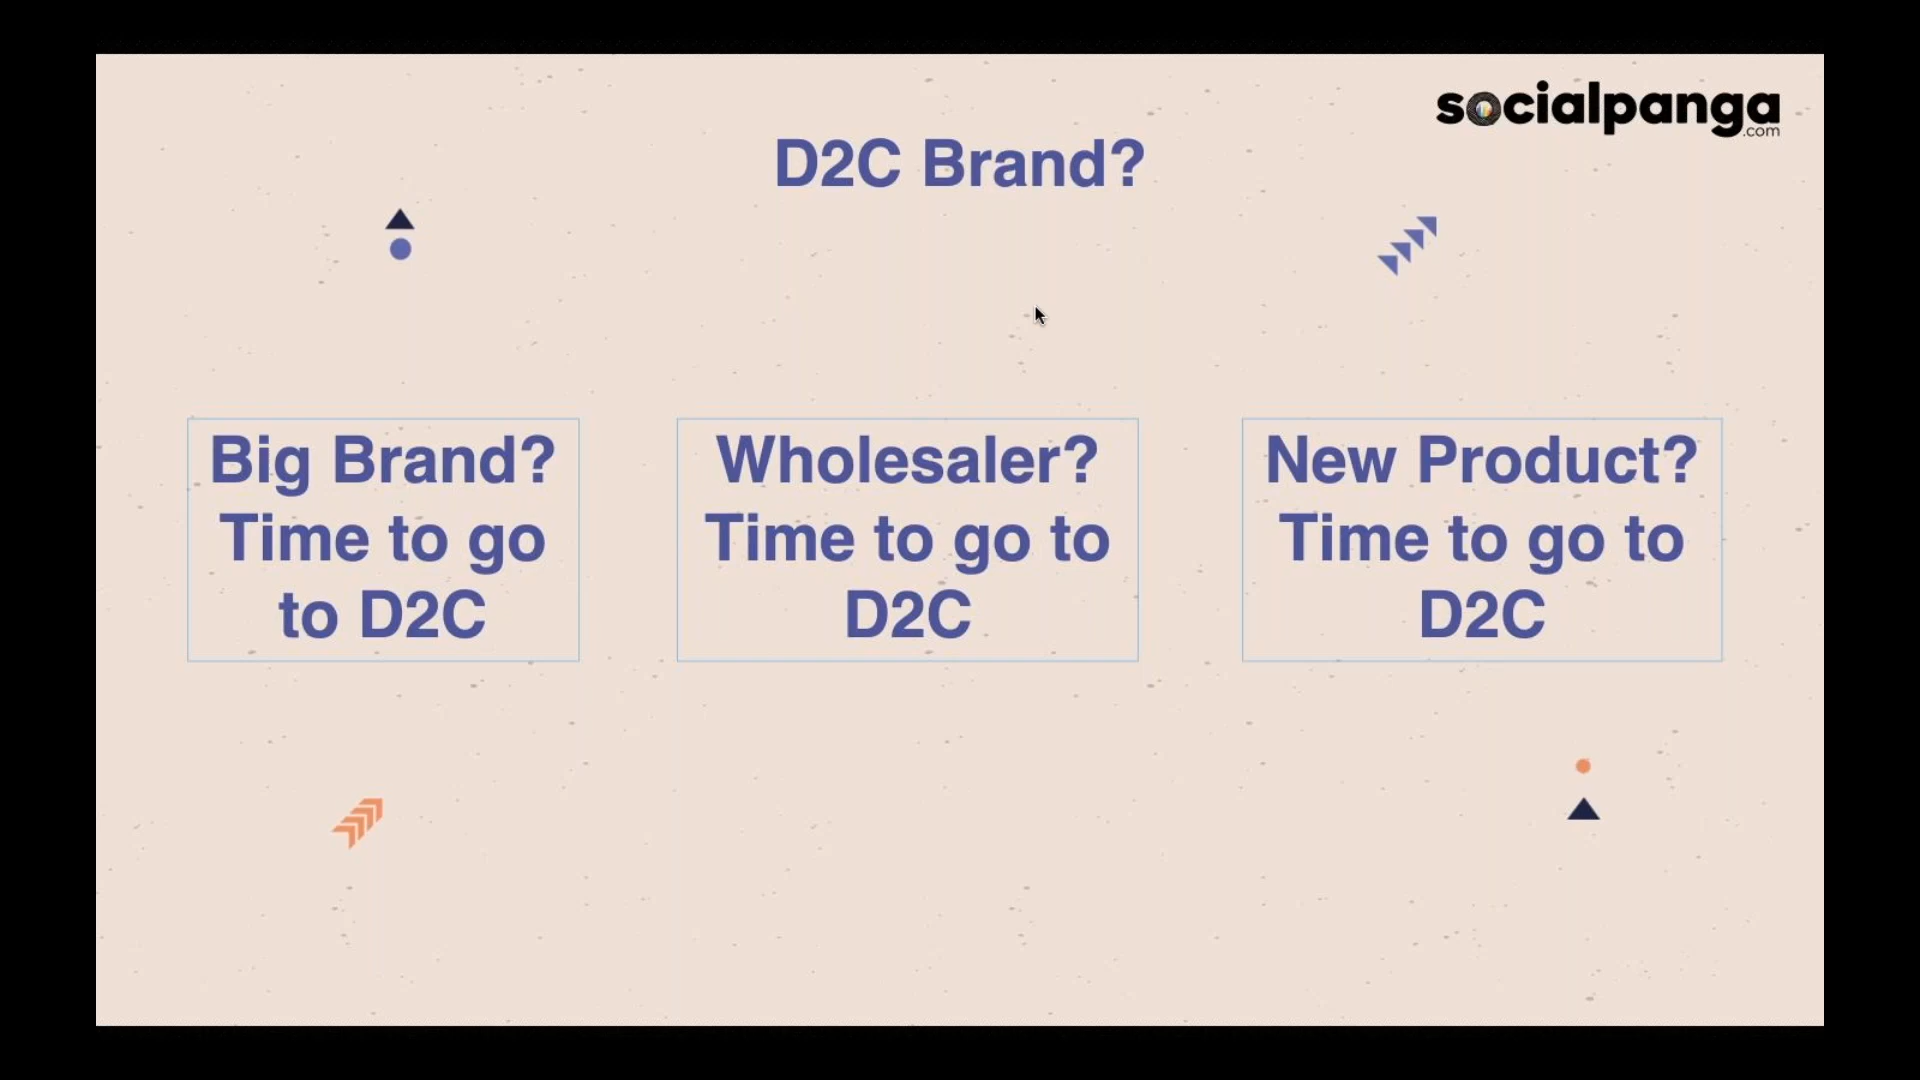 socialpanga
.com
D2C Brand?
Big Brand?
Time to go
to D2C
Wholesaler?
Time to go to
D2C
New Product?
Time to go to
D2C